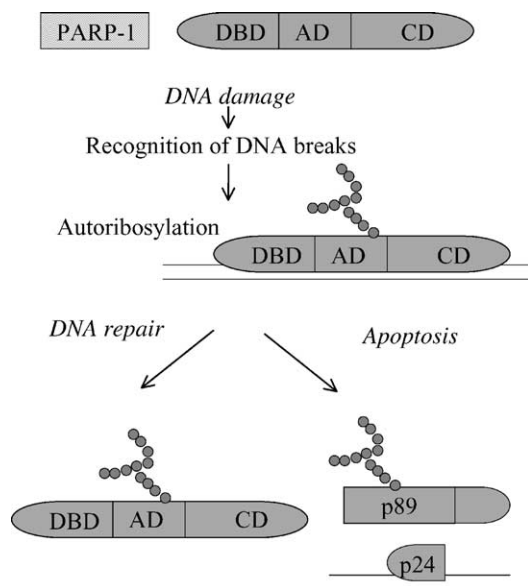 PARP-1 DBD AD CD
DNA damage
Recognition of DNA breaks
Autoribosylation
DBD AD CD
DNA repair Apoptosis
DBD AD CD
p89
p24